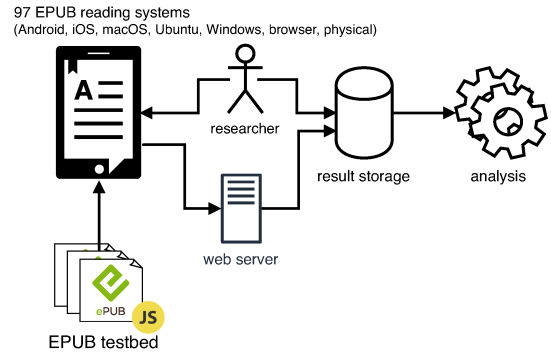 97 EPUB reading systems
(Android, iOS, macOS, Ubuntu, Windows, browser, physical)
A
researcher
result storage
analysis
web server
ePUB
JS
EPUB testbed